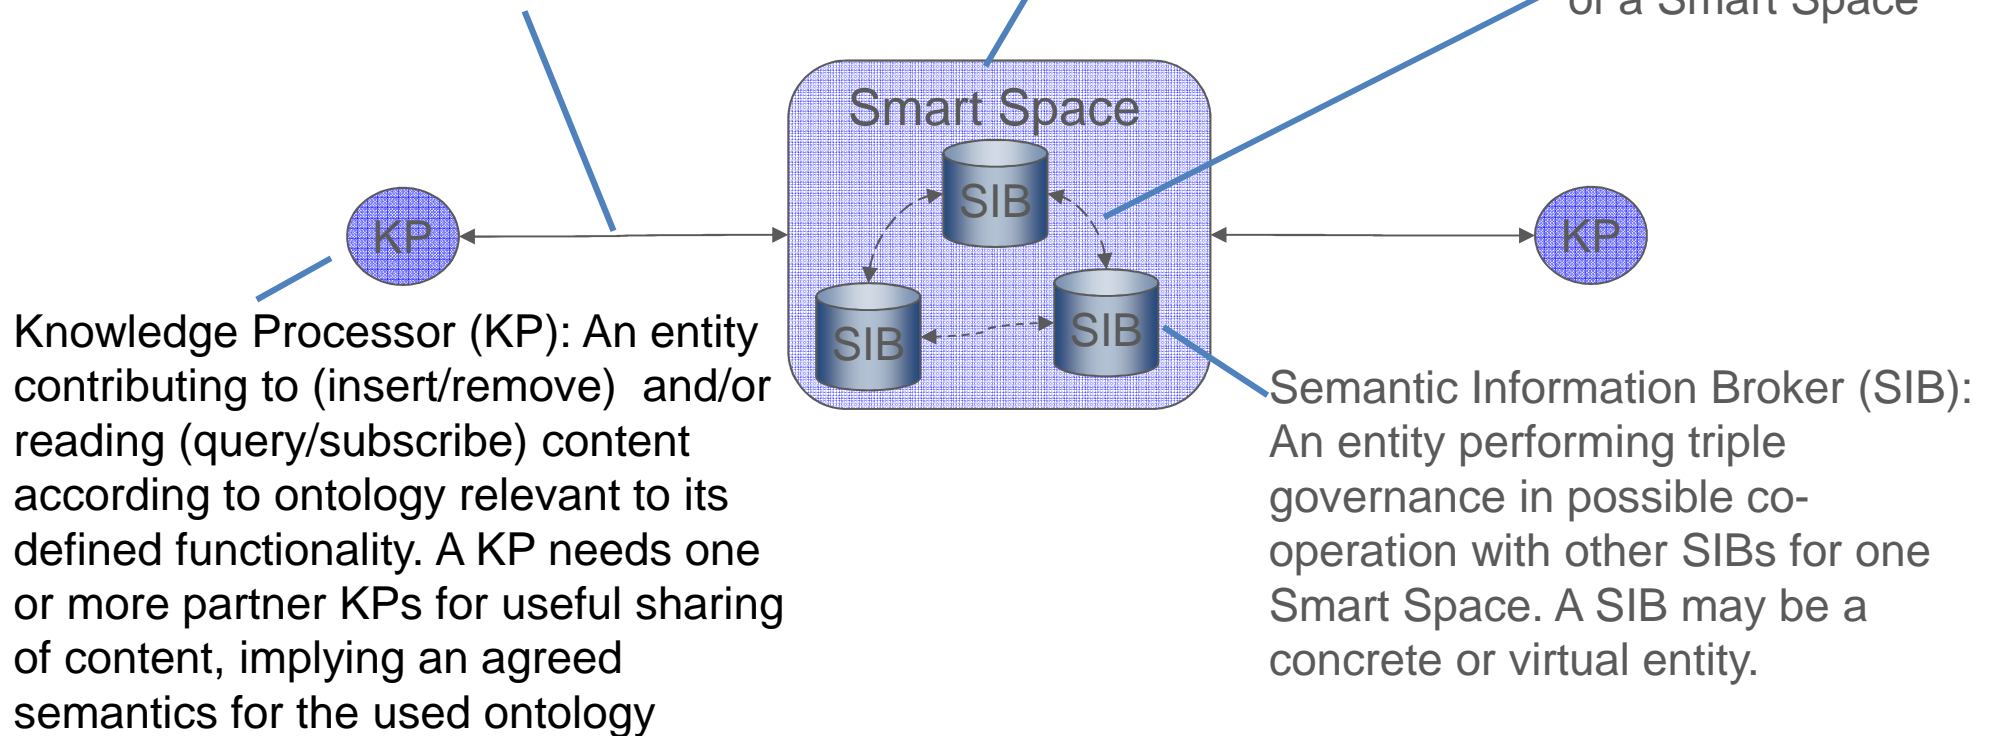 of a Smart Space
Smart Space
SIB
KP
KP
SIB
SIB
Knowledge Processor (KP): An entity
contributing to (insert/remove)  and/or
reading (query/subscribe) content
according to ontology relevant to its
defined functionality. A KP needs one
or more partner KPs for useful sharing
of content, implying an agreed
semantics for the used ontology
Semantic Information Broker (SIB):
An entity performing triple
governance in possible co-
operation with other SIBs for one
Smart Space. A SIB may be a
concrete or virtual entity.